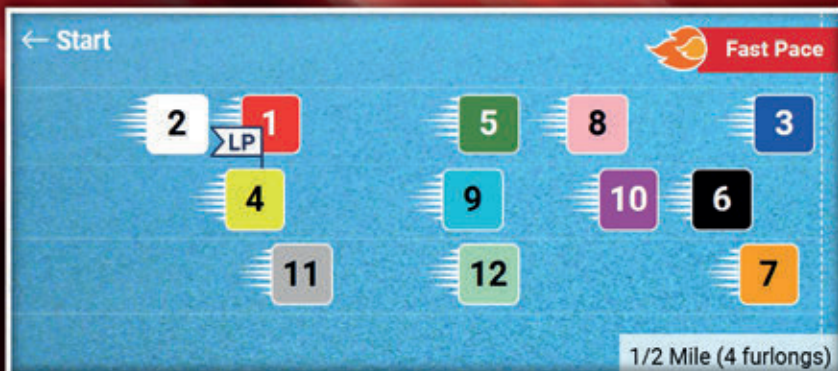 ← Start
Fast Pace
2 1 5 8 3
LP
4 9 10 6
11 12 7
1/2 Mile (4 furlongs)